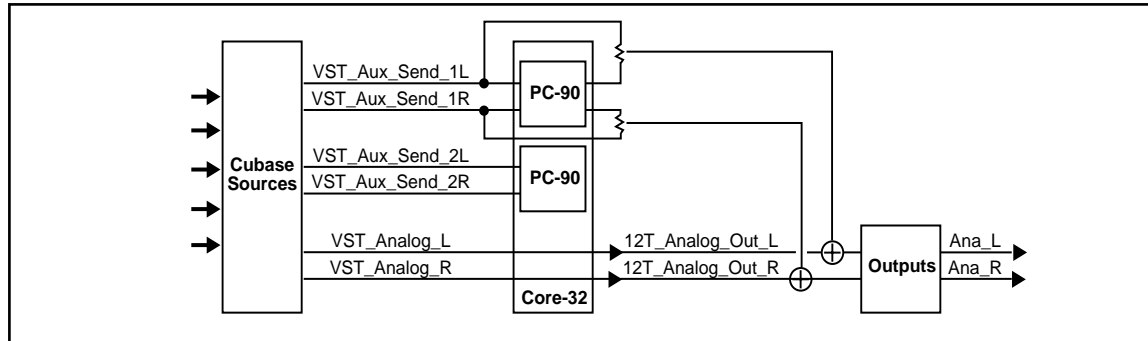 VST_Aux_Send_1L
VST_Aux_Send_1R
PC-90
Cubase
Sources
VST_Aux_Send_2L
VST_Aux_Send_2R
PC-90
VST_Analog_L
12T_Analog_Out_L
Ana_L
VST_Analog_R
12T_Analog_Out_R
Outputs
Ana_R
Core-32